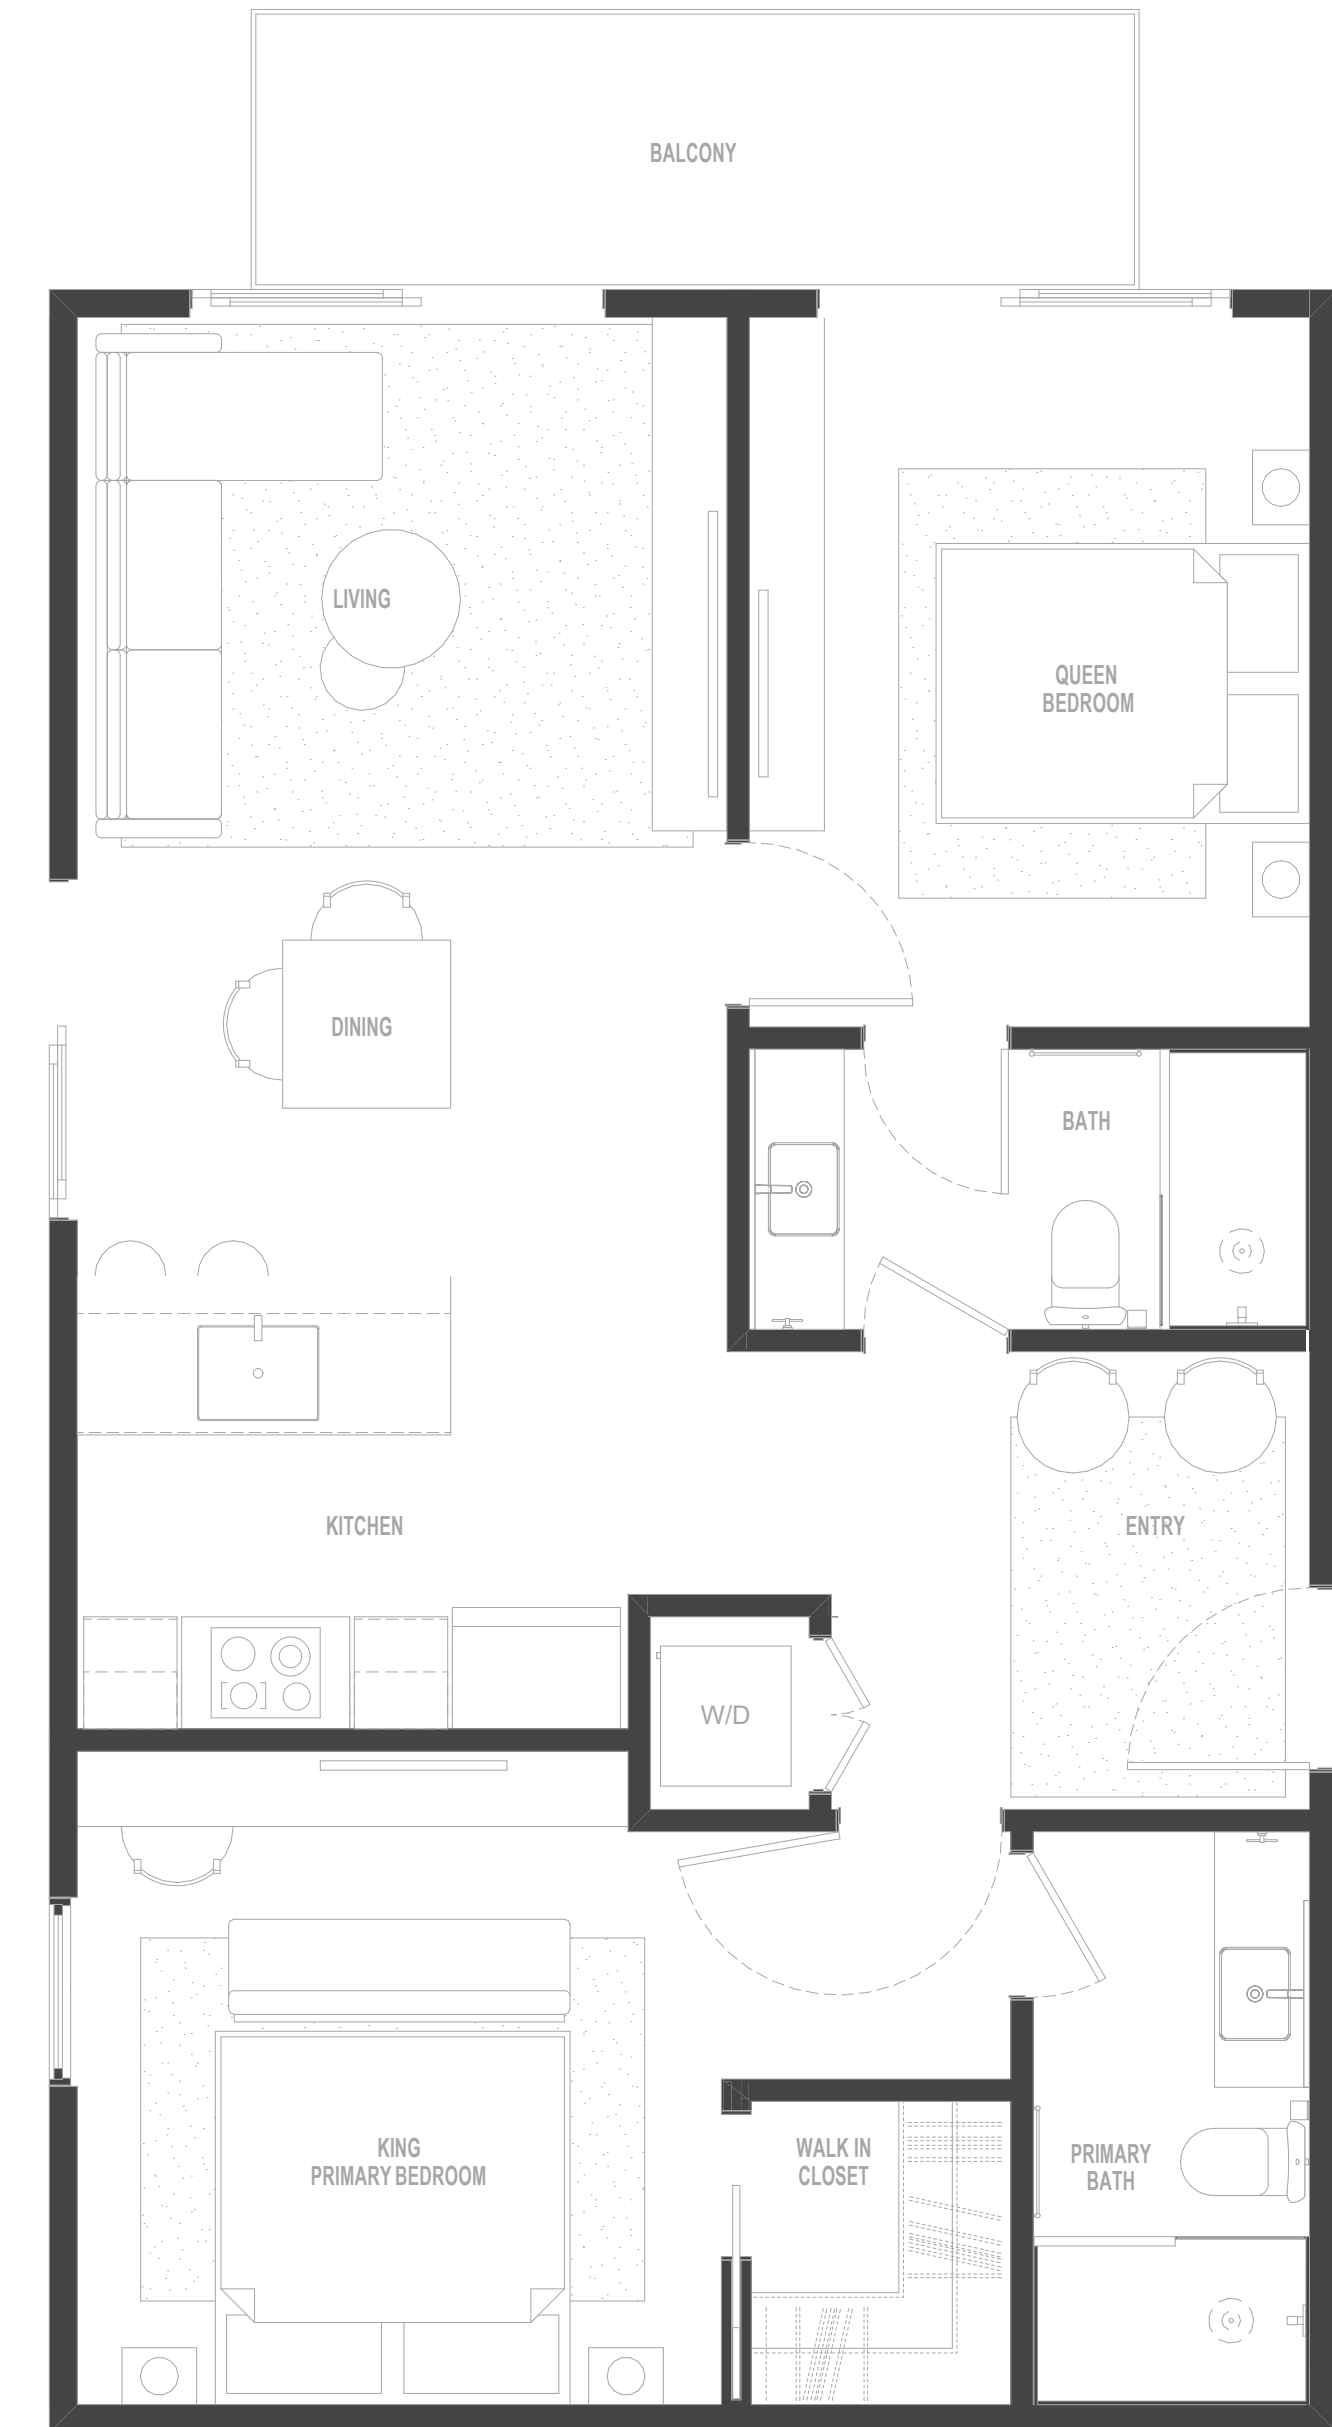 BALCONY
LIVING
QUEEN
BEDROOM
DINING
BATH
KITCHEN
ENTRY
W/D
KING
PRIMARY BEDROOM
WALK IN
CLOSET
PRIMARY
BATH